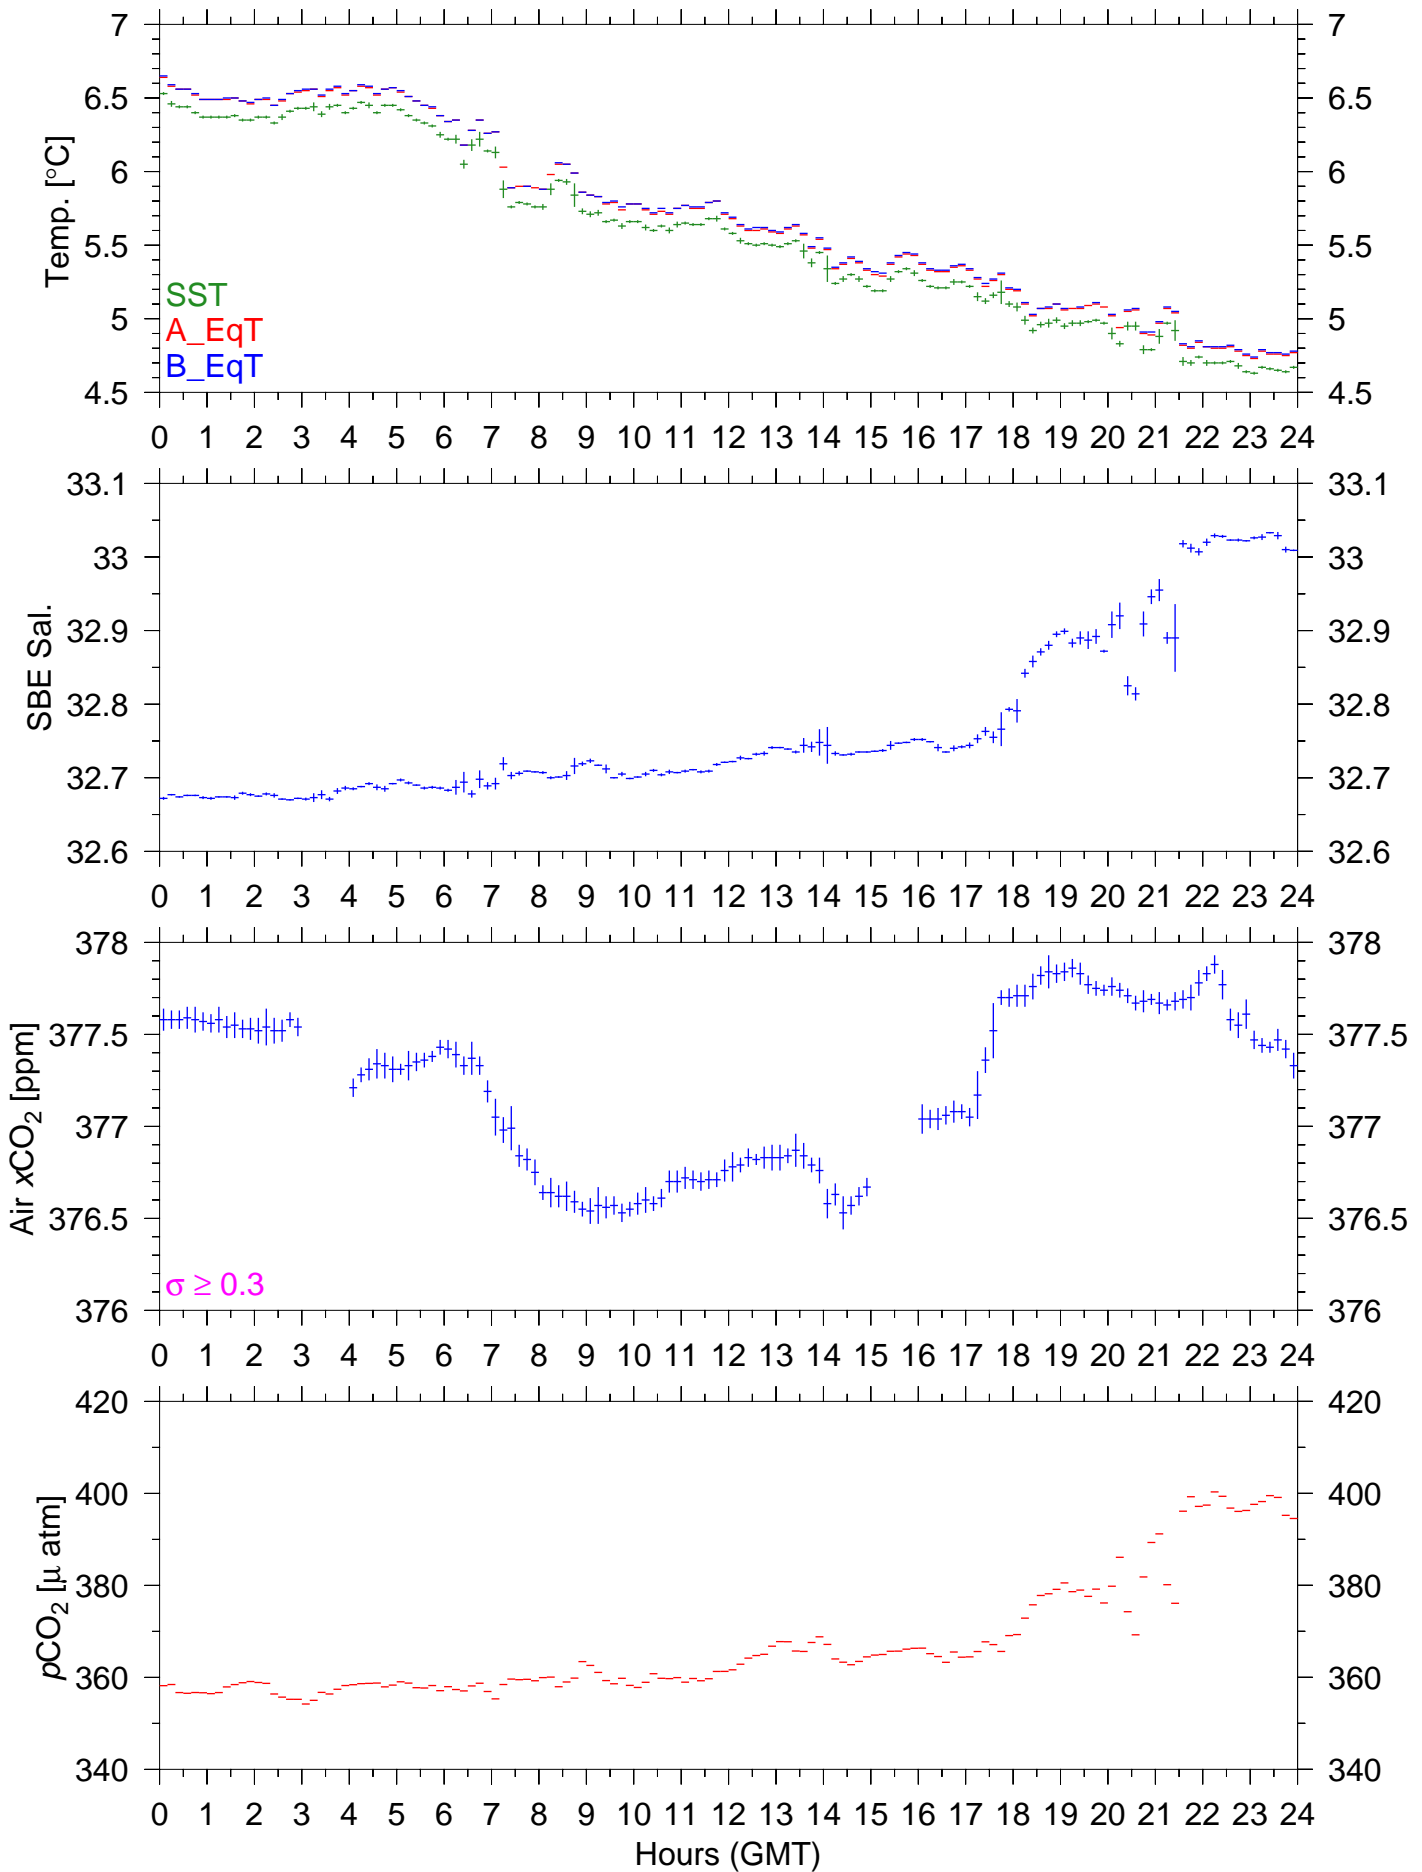 7 7
6.5 6.5
6 6
5.5 5.5
5 5
4.5 4.5
Temp. [°C]
SST
A_EqT
B_EqT
0 1 2 3 4 5 6 7 8 9 10 11 12 13 14 15 16 17 18 19 20 21 22 23 24
33.1 33.1
33 33
32.9 32.9
32.8 32.8
32.7 32.7
32.6 32.6
SBE Sal.
0 1 2 3 4 5 6 7 8 9 10 11 12 13 14 15 16 17 18 19 20 21 22 23 24
378 378
377.5 377.5
377 377
376.5 376.5
376 376
Air xCO₂ [ppm]
σ ≥ 0.3
0 1 2 3 4 5 6 7 8 9 10 11 12 13 14 15 16 17 18 19 20 21 22 23 24
420 420
400 400
380 380
360 360
340 340
pCO₂ [μ atm]
0 1 2 3 4 5 6 7 8 9 10 11 12 13 14 15 16 17 18 19 20 21 22 23 24
Hours (GMT)